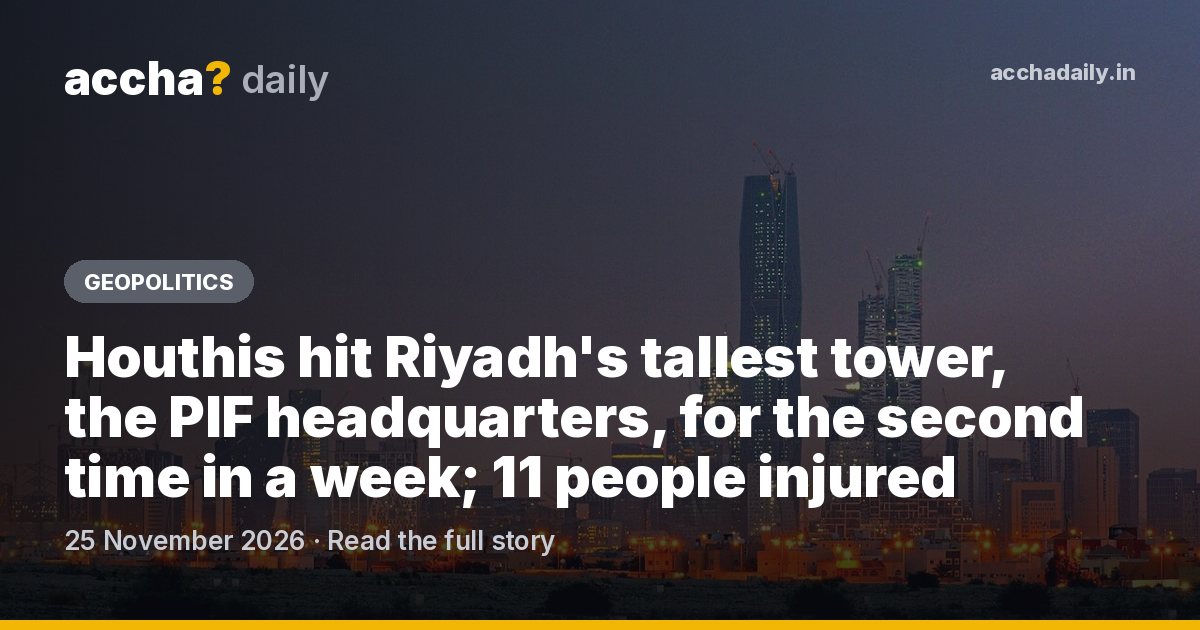 accha? daily
acchadaily.in
GEOPOLITICS
Houthis hit Riyadh's tallest tower,
the PIF headquarters, for the second
time in a week; 11 people injured
25 November 2026 · Read the full story